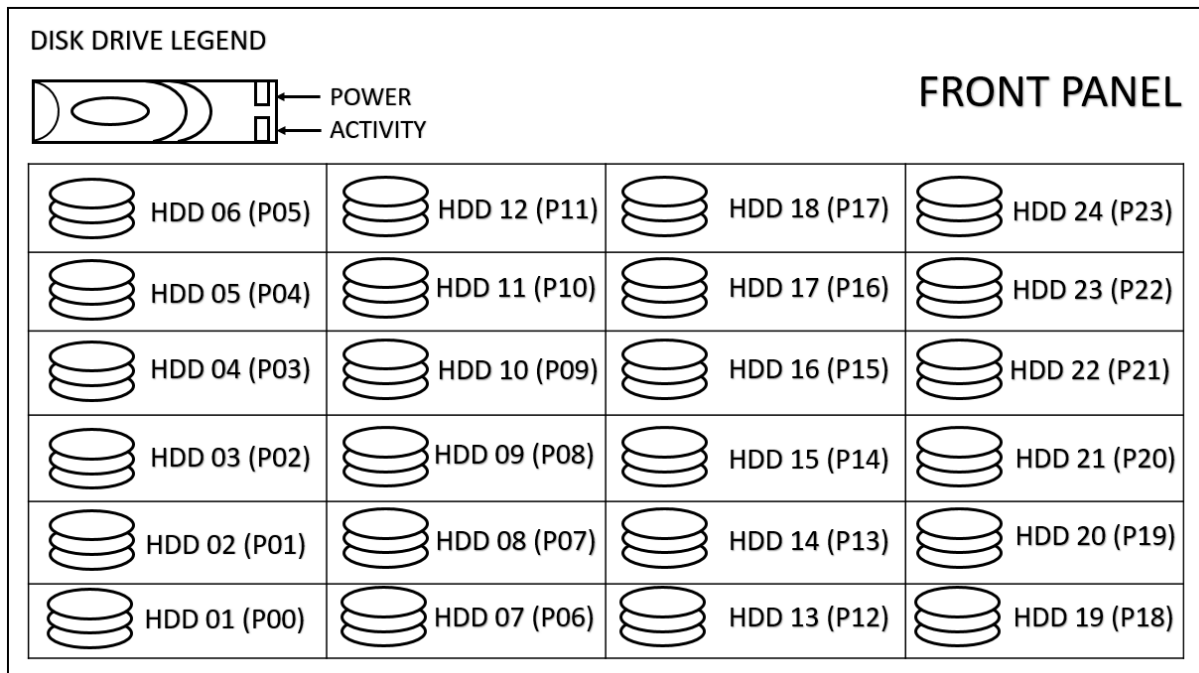 DISK DRIVE LEGEND
POWER
ACTIVITY
FRONT PANEL
HDD 06 (P05) HDD 12 (P11) HDD 18 (P17) HDD 24 (P23)
HDD 05 (P04) HDD 11 (P10) HDD 17 (P16) HDD 23 (P22)
HDD 04 (P03) HDD 10 (P09) HDD 16 (P15) HDD 22 (P21)
HDD 03 (P02) HDD 09 (P08) HDD 15 (P14) HDD 21 (P20)
HDD 02 (P01) HDD 08 (P07) HDD 14 (P13) HDD 20 (P19)
HDD 01 (P00) HDD 07 (P06) HDD 13 (P12) HDD 19 (P18)